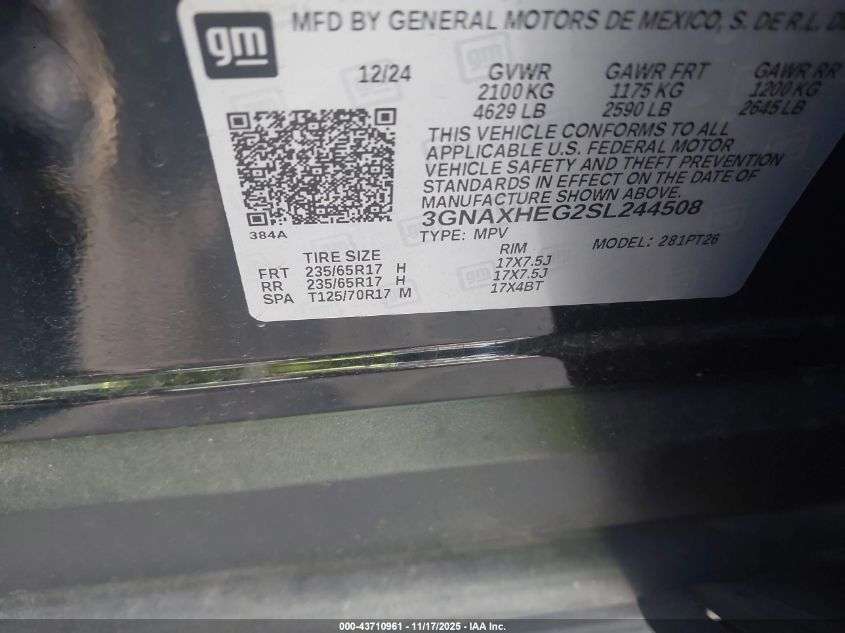 gm
MFD BY GENERAL MOTORS DE MEXICO, S. DE R.L.
12/24 GVWR GAWR FRT GAWR RR
2100 KG 1175 KG 1200 KG
4629 LB 2590 LB 2645 LB
THIS VEHICLE CONFORMS TO ALL
APPLICABLE U.S. FEDERAL MOTOR
VEHICLE SAFETY AND THEFT PREVENTION
STANDARDS IN EFFECT ON THE DATE OF
MANUFACTURE SHOWN ABOVE.
3GNAXHEG2SL244508
384A
TYPE: MPV MODEL: 281PT26
TIRE SIZE RIM
FRT 235/65R17 H 17X7.5J
RR 235/65R17 H 17X7.5J
SPA T125/70R17 M 17X4BT
000-43710961 - 11/17/2025 - IAA Inc.